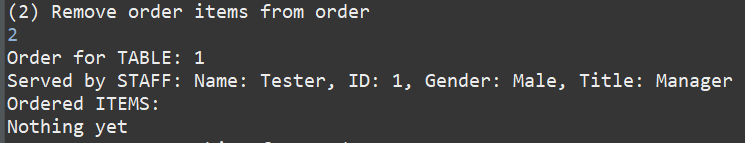 (2) Remove order items from order
2
Order for TABLE: 1
Served by STAFF: Name: Tester, ID: 1, Gender: Male, Title: Manager
Ordered ITEMS:
Nothing yet